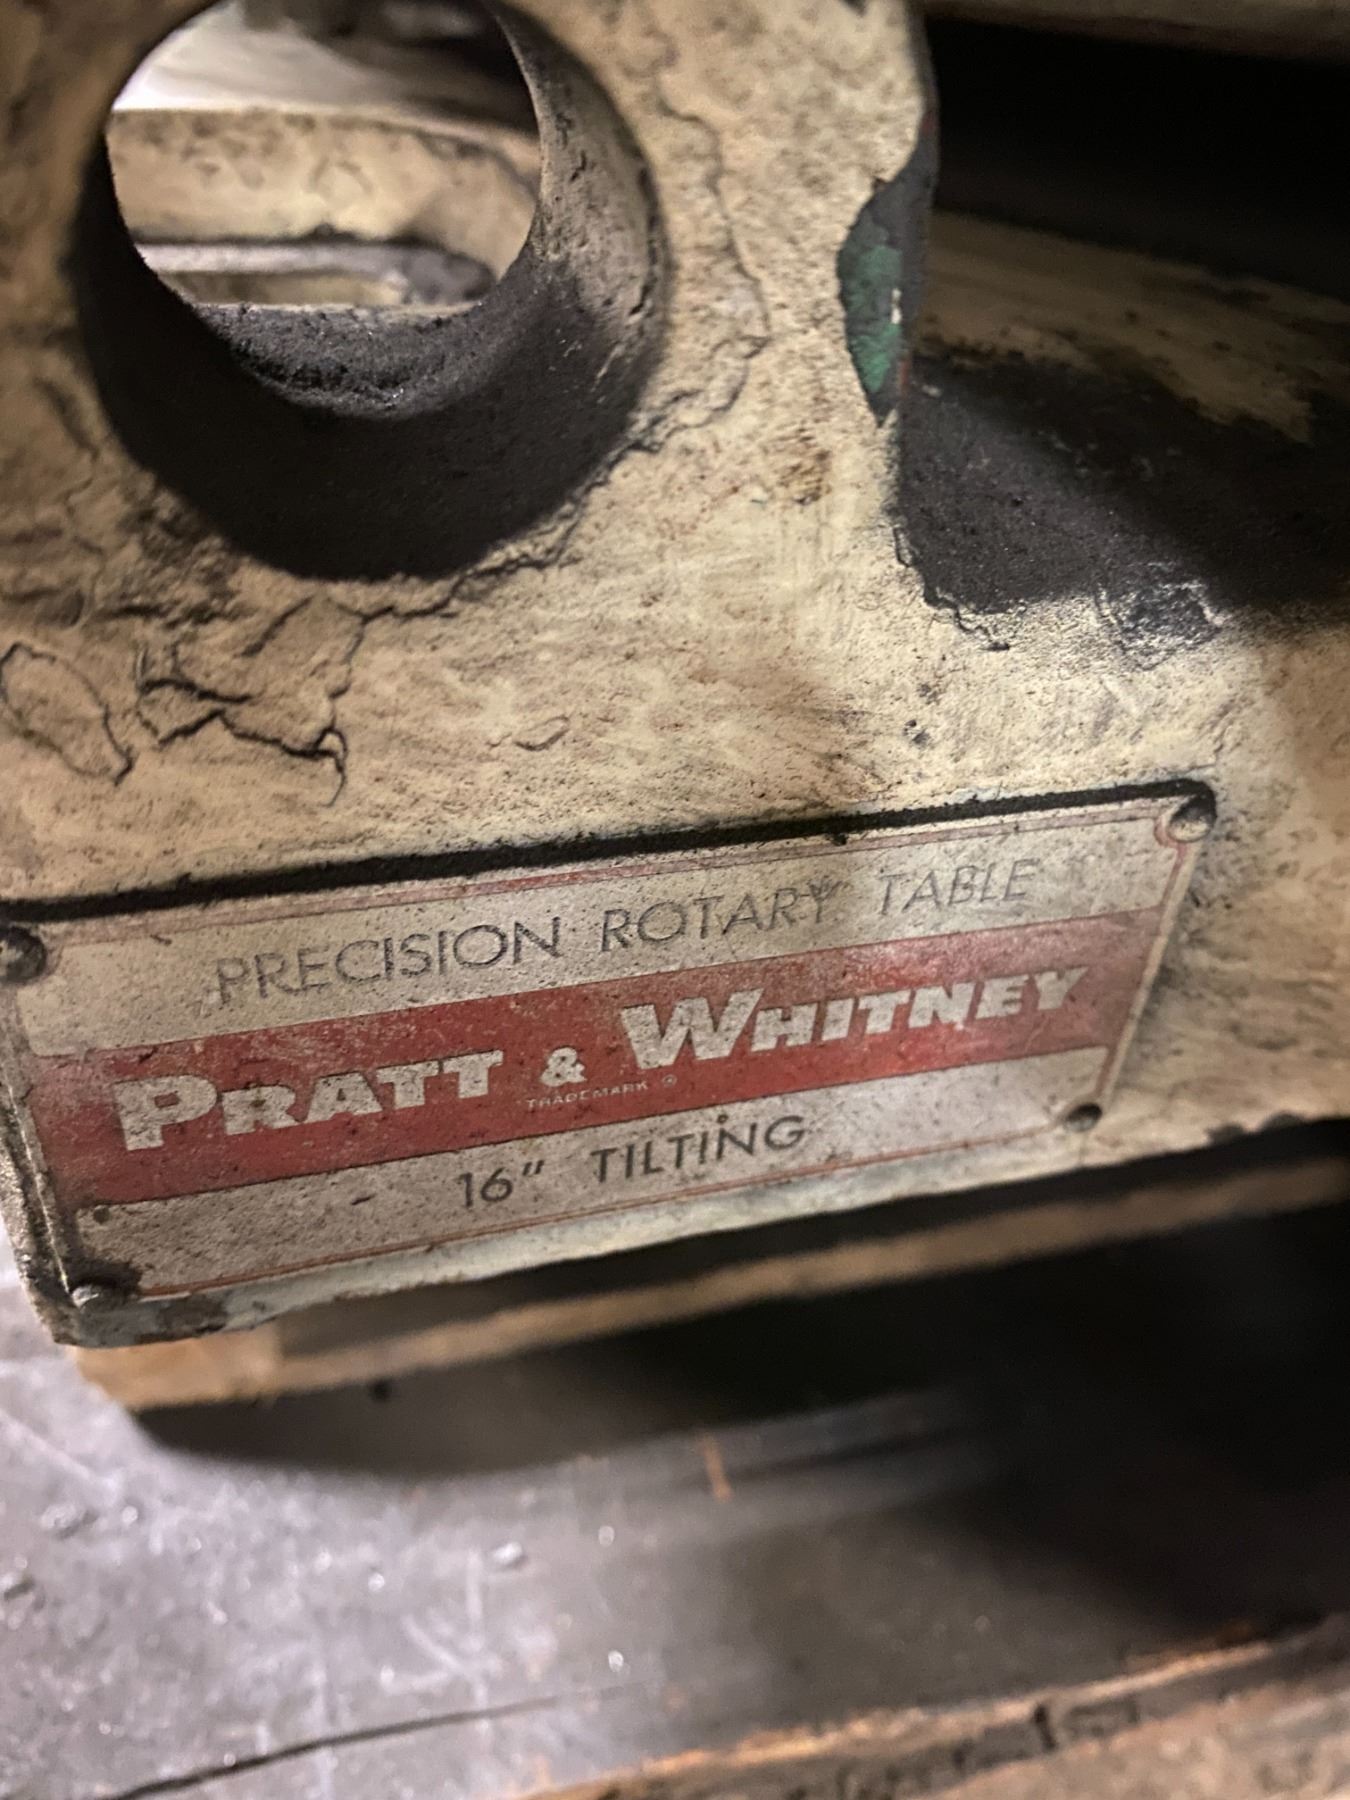 PRECISION ROTARY TABLE
PRATT & WHITNEY
TRADEMARK ®
16" TILTING